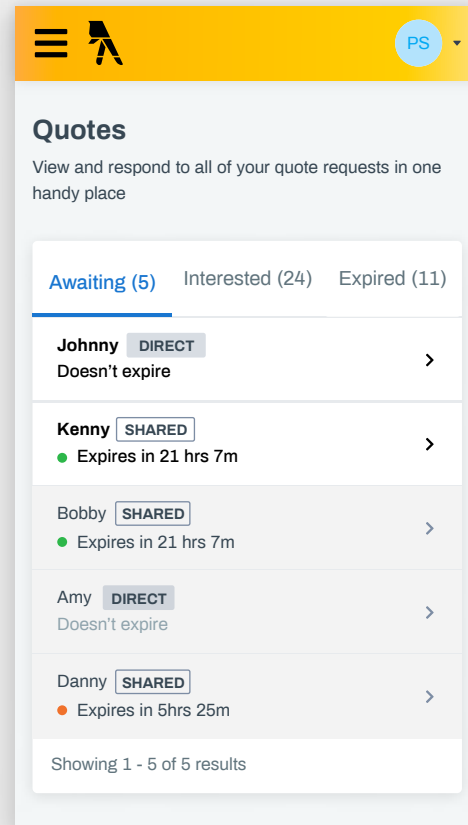 PS
Quotes
View and respond to all of your quote requests in one
handy place
Awaiting (5) Interested (24) Expired (11)
Johnny DIRECT
Doesn’t expire
Kenny SHARED
Expires in 21 hrs 7m
Bobby SHARED
Expires in 21 hrs 7m
Amy DIRECT
Doesn’t expire
Danny SHARED
Expires in 5hrs 25m
Showing 1 - 5 of 5 results